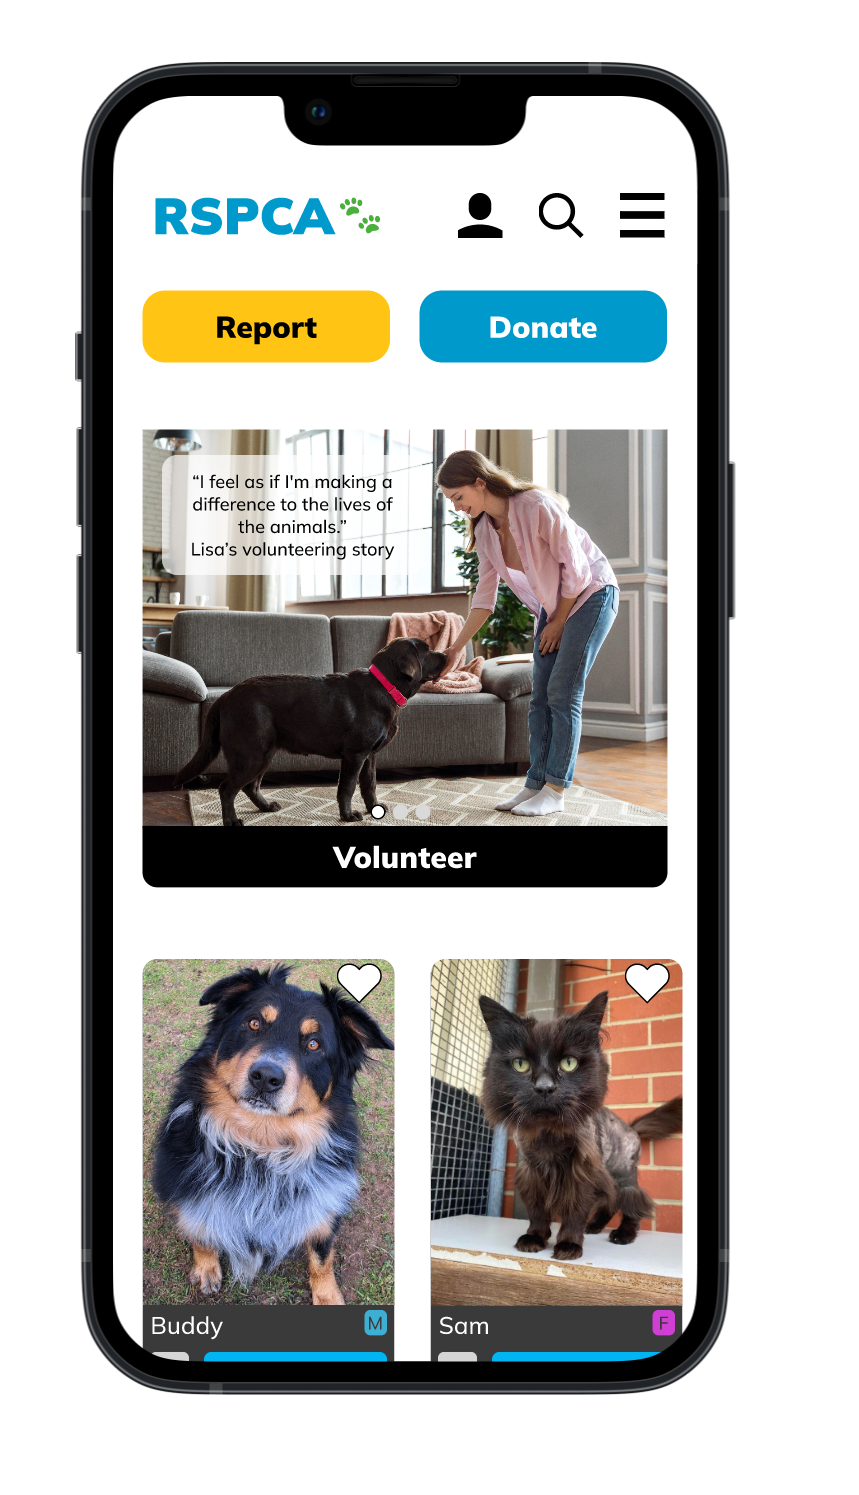 RSPCA
Report
Donate
“I feel as if I'm making a
difference to the lives of
the animals.”
Lisa’s volunteering story
Volunteer
Buddy
M
Sam
F